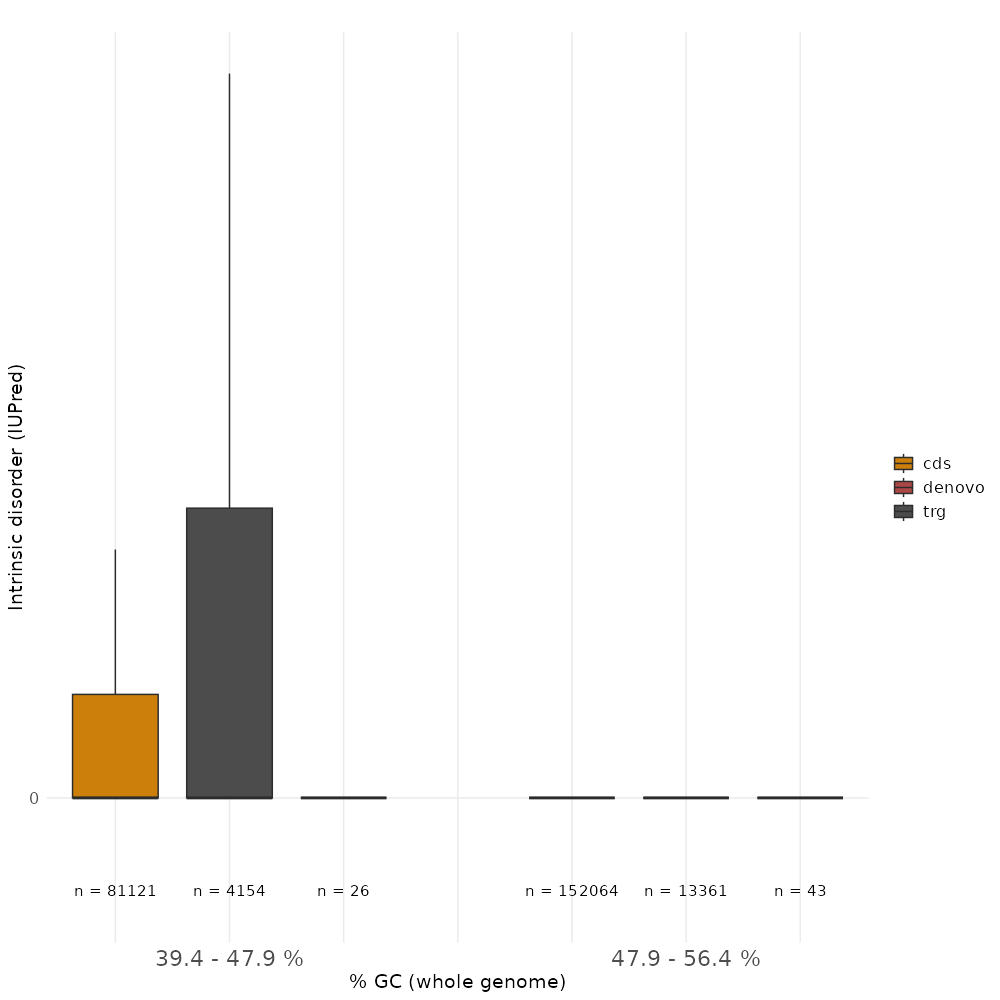 Intrinsic disorder (IUPred)
0
n = 81121
n = 4154
n = 26
n = 152064
n = 13361
n = 43
39.4 - 47.9 %
47.9 - 56.4 %
% GC (whole genome)
cds
denovo
trg